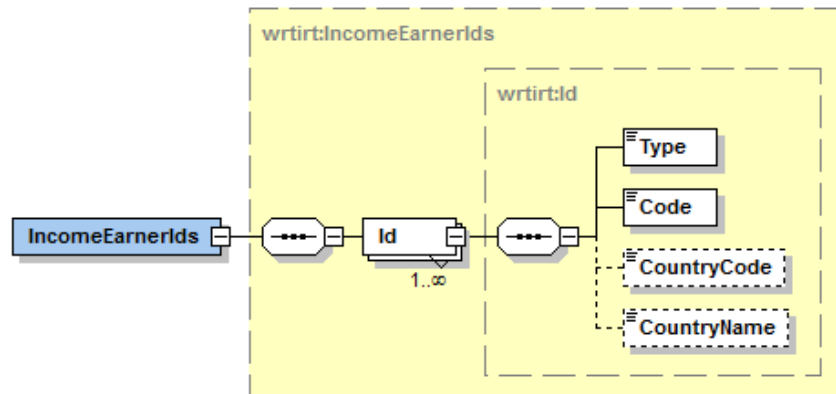 wrtirt:IncomeEarnerIds
wrtirt:Id
Type
Code
IncomeEarnerIds
Id
CountryCode
1..∞
CountryName